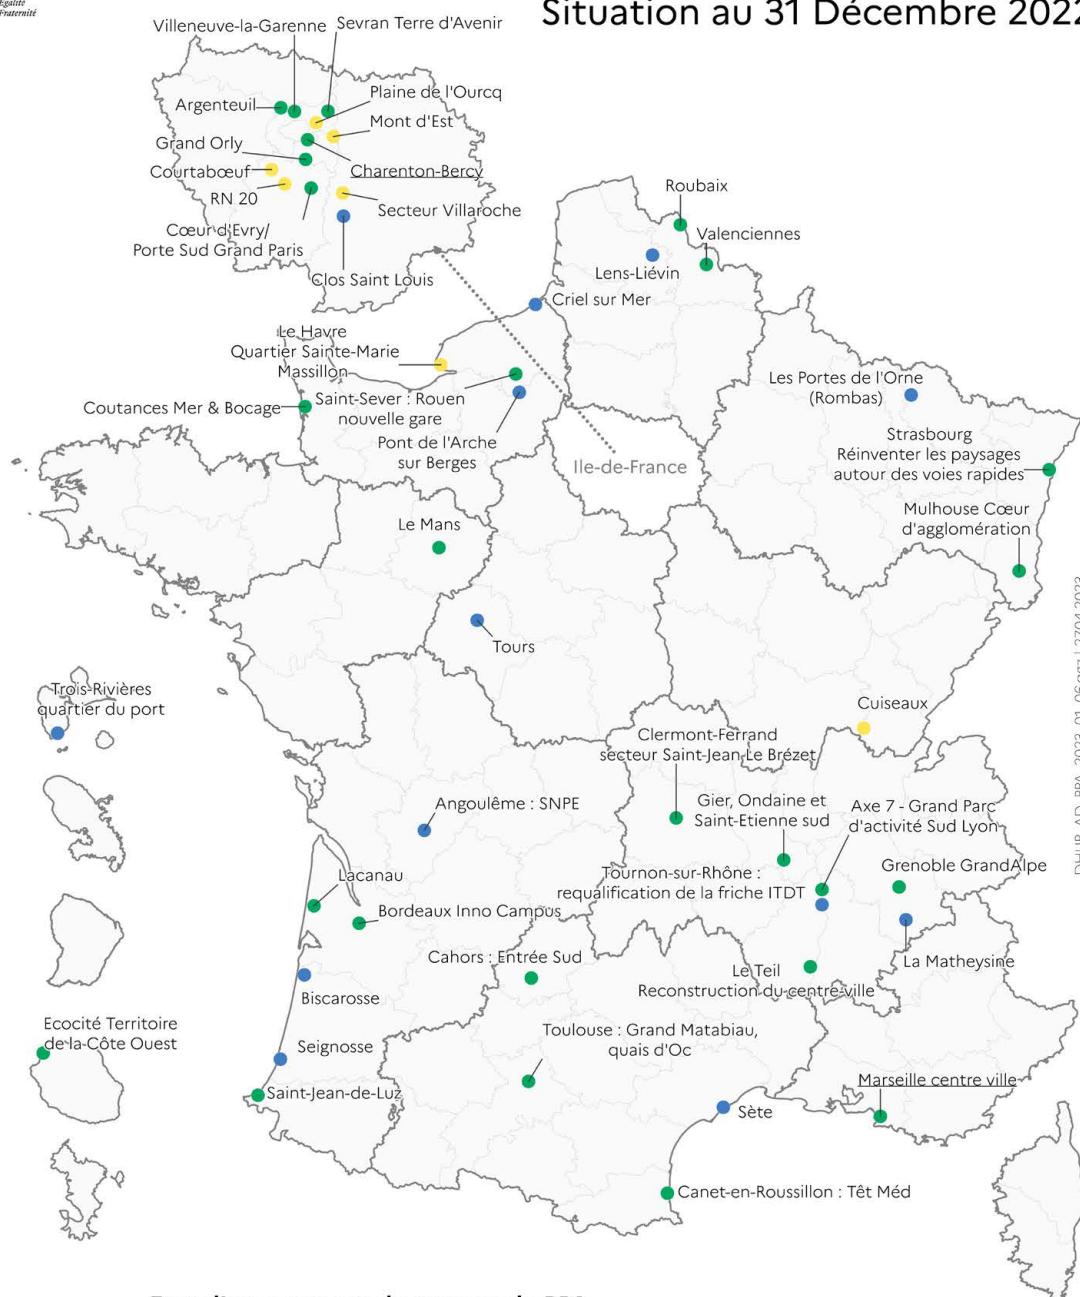 Égalité
Fraternité
Situation au 31 Décembre 2022
Villeneuve-la-Garenne
Sevran Terre d'Avenir
Argenteuil
Plaine de l'Ourcq
Mont d'Est
Grand Orly
Courtabœuf
Charenton-Bercy
RN 20
Secteur Villaroche
Cœur d'Evry/
Porte Sud Grand Paris
Clos Saint Louis
Roubaix
Valenciennes
Lens-Liévin
Criel sur Mer
Le Havre
Quartier Sainte-Marie
Massillon
Coutances Mer & Bocage
Saint-Sever : Rouen
nouvelle gare
Pont de l'Arche
sur Berges
Ile-de-France
Les Portes de l'Orne
(Rombas)
Strasbourg
Réinventer les paysages
autour des voies rapides
Mulhouse Cœur
d'agglomération
Le Mans
Tours
Trois-Rivières
quartier du port
Cuiseaux
Clermont-Ferrand
secteur Saint-Jean-Le Brézet
Angoulême : SNPE
Gier, Ondaine et
Saint-Etienne sud
Axe 7 - Grand Parc
d'activité Sud Lyon
Lacanau
Tournon-sur-Rhône :
requalification de la friche ITDT
Grenoble GrandAlpe
Bordeaux Inno Campus
Cahors : Entrée Sud
La Matheysine
Le Teil
Reconstruction du centre-ville
Biscarosse
Ecocité Territoire
de la Côte Ouest
Seignosse
Toulouse : Grand Matabiau,
quais d'Oc
Saint-Jean-de-Luz
Marseille centre ville
Sète
Canet-en-Roussillon : Têt Méd